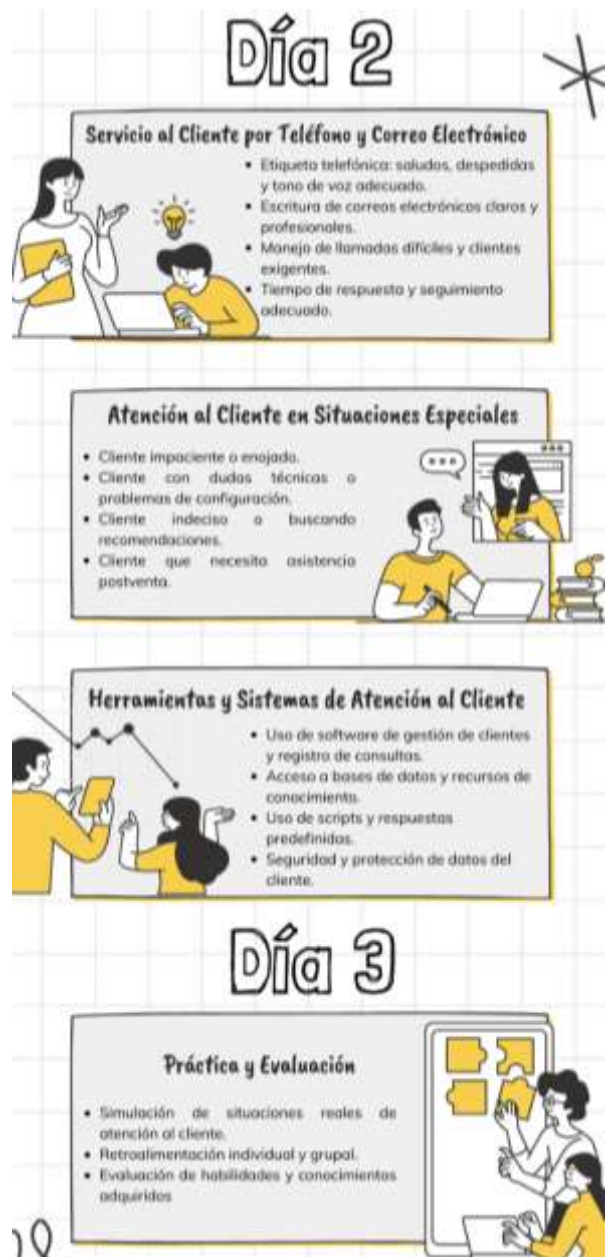 Día 2
Servicio al Cliente por Teléfono y Correo Electrónico
• Etiqueta telefónica: saludos, despedidas
y tono de voz adecuado.
• Escritura de correos electrónicos claros y
profesionales.
• Manejo de llamadas difíciles y clientes
exigentes.
• Tiempo de respuesta y seguimiento
adecuado.
Atención al Cliente en Situaciones Especiales
• Cliente impaciente o enojado.
• Cliente con dudas técnicas o
problemas de configuración.
• Cliente indeciso o buscando
recomendaciones.
• Cliente que necesita asistencia
postventa.
Herramientas y Sistemas de Atención al Cliente
• Uso de software de gestión de clientes
y registro de consultas.
• Acceso a bases de datos y recursos de
conocimiento.
• Uso de scripts y respuestas
predefinidas.
• Seguridad y protección de datos del
cliente.
Día 3
Práctica y Evaluación
• Simulación de situaciones reales de
atención al cliente.
• Retroalimentación individual y grupal.
• Evaluación de habilidades y conocimientos
adquiridos